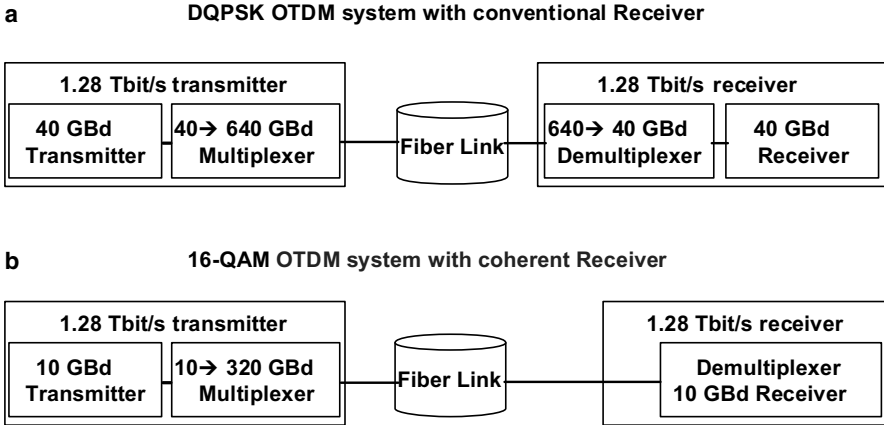 a DQPSK OTDM system with conventional Receiver
1.28 Tbit/s transmitter
40 GBd
Transmitter
40→ 640 GBd
Multiplexer
Fiber Link
1.28 Tbit/s receiver
640→ 40 GBd
Demultiplexer
40 GBd
Receiver
b 16-QAM OTDM system with coherent Receiver
1.28 Tbit/s transmitter
10 GBd
Transmitter
10→ 320 GBd
Multiplexer
Fiber Link
1.28 Tbit/s receiver
Demultiplexer
10 GBd Receiver